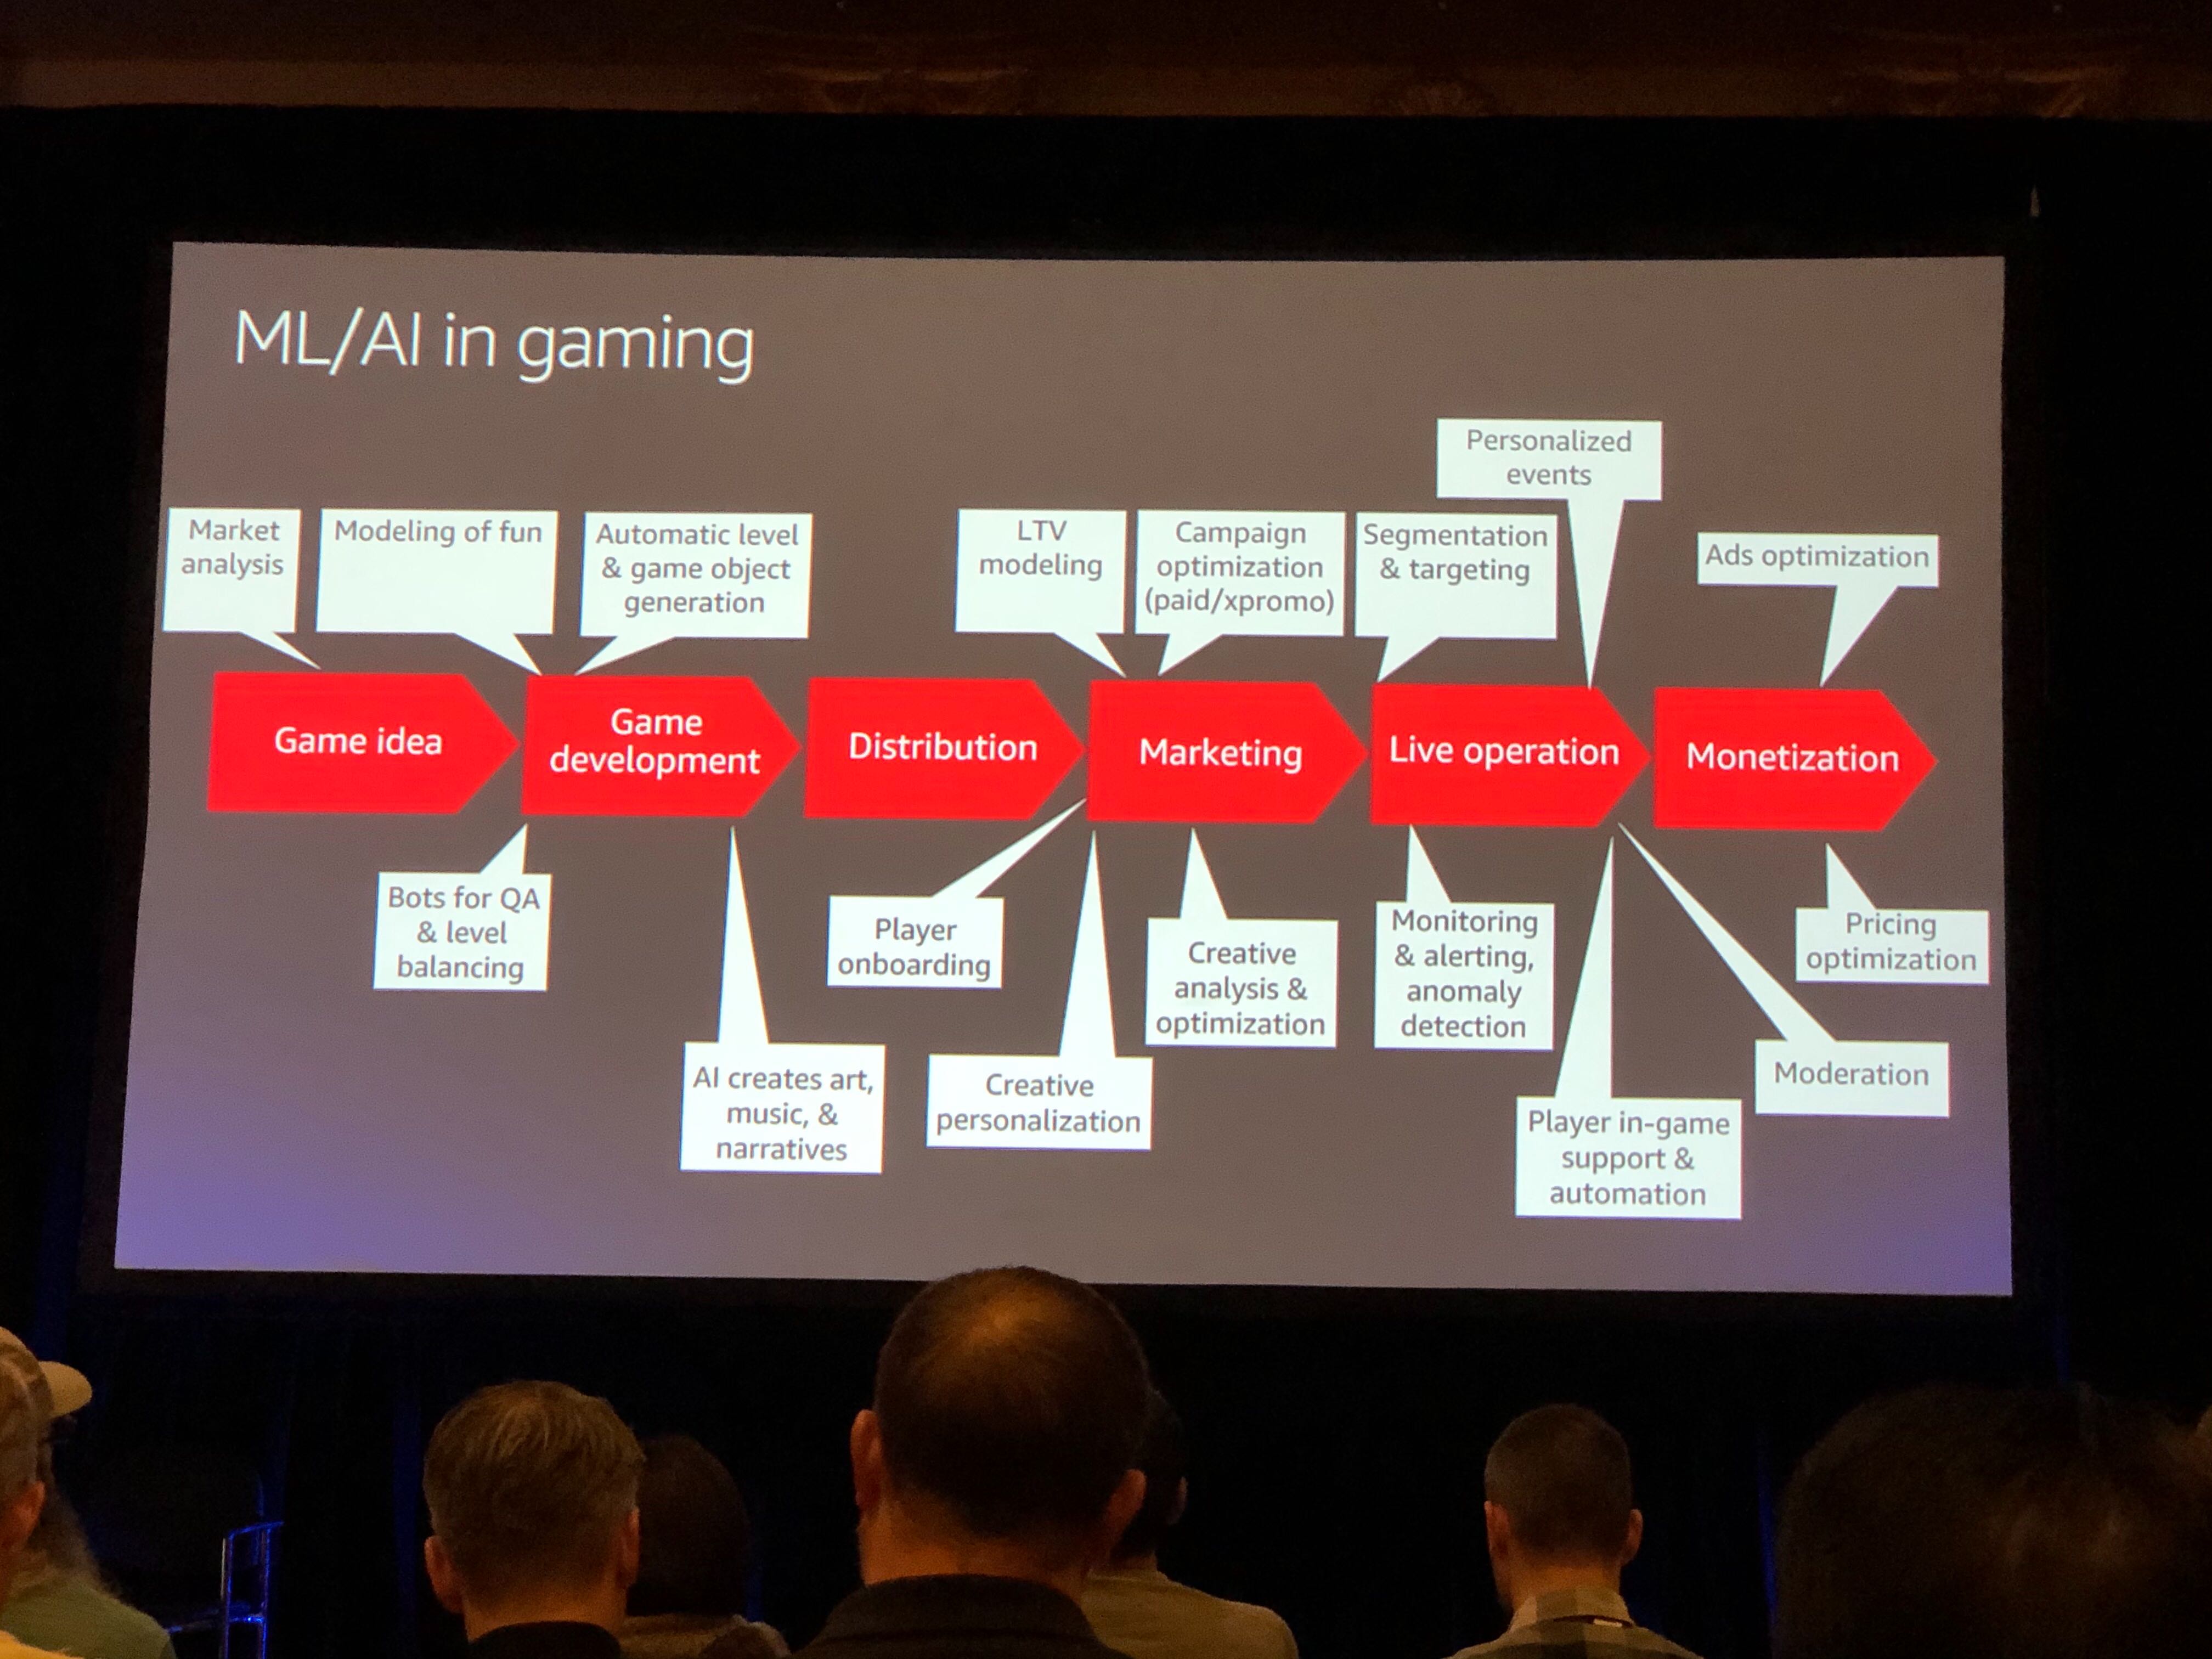 ML/AI in gaming
Personalized
events
Market
analysis
Modeling of fun
Automatic level
& game object
generation
LTV
modeling
Campaign
optimization
(paid/xpromo)
Segmentation
& targeting
Ads optimization
Game idea
Game
development
Distribution
Marketing
Live operation
Monetization
Bots for QA
& level
balancing
Player
onboarding
Creative
analysis &
optimization
Monitoring
& alerting,
anomaly
detection
Pricing
optimization
AI creates art,
music, &
narratives
Creative
personalization
Player in-game
support &
automation
Moderation